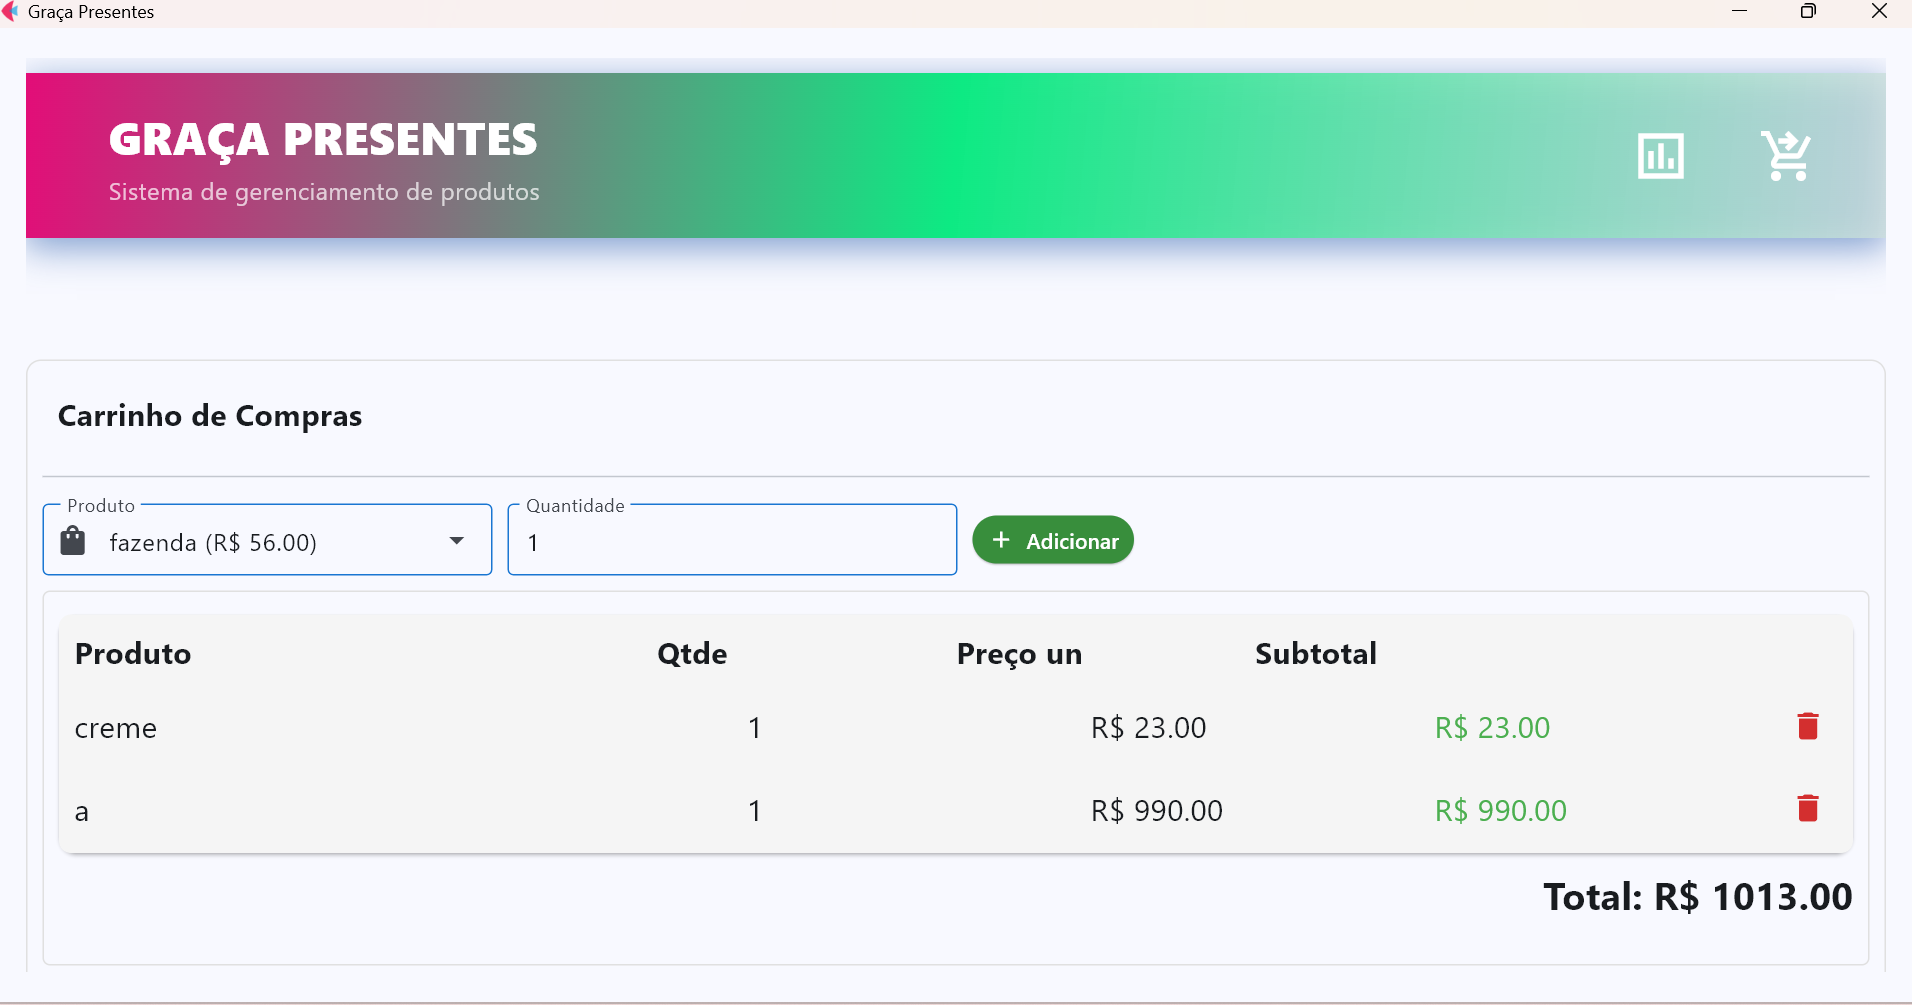 Graça Presentes
GRAÇA PRESENTES
Sistema de gerenciamento de produtos
Carrinho de Compras
Produto
fazenda (R$ 56.00)
Quantidade
1
Adicionar
Produto Qtde Preço un Subtotal
creme 1 R$ 23.00 R$ 23.00
a 1 R$ 990.00 R$ 990.00
Total: R$ 1013.00